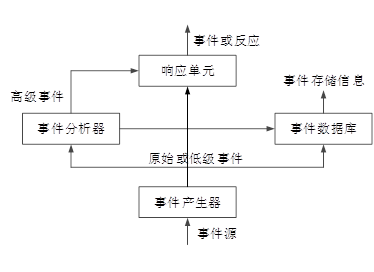 事件或反应
响应单元
高级事件
事件存储信息
事件分析器
事件数据库
原始或低级事件
事件产生器
事件源